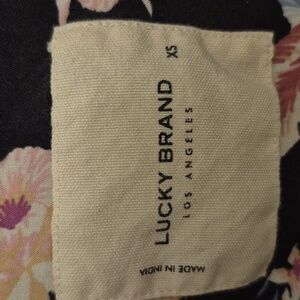 LUCKY BRAND
LOS ANGELES
XS
MADE IN INDIA